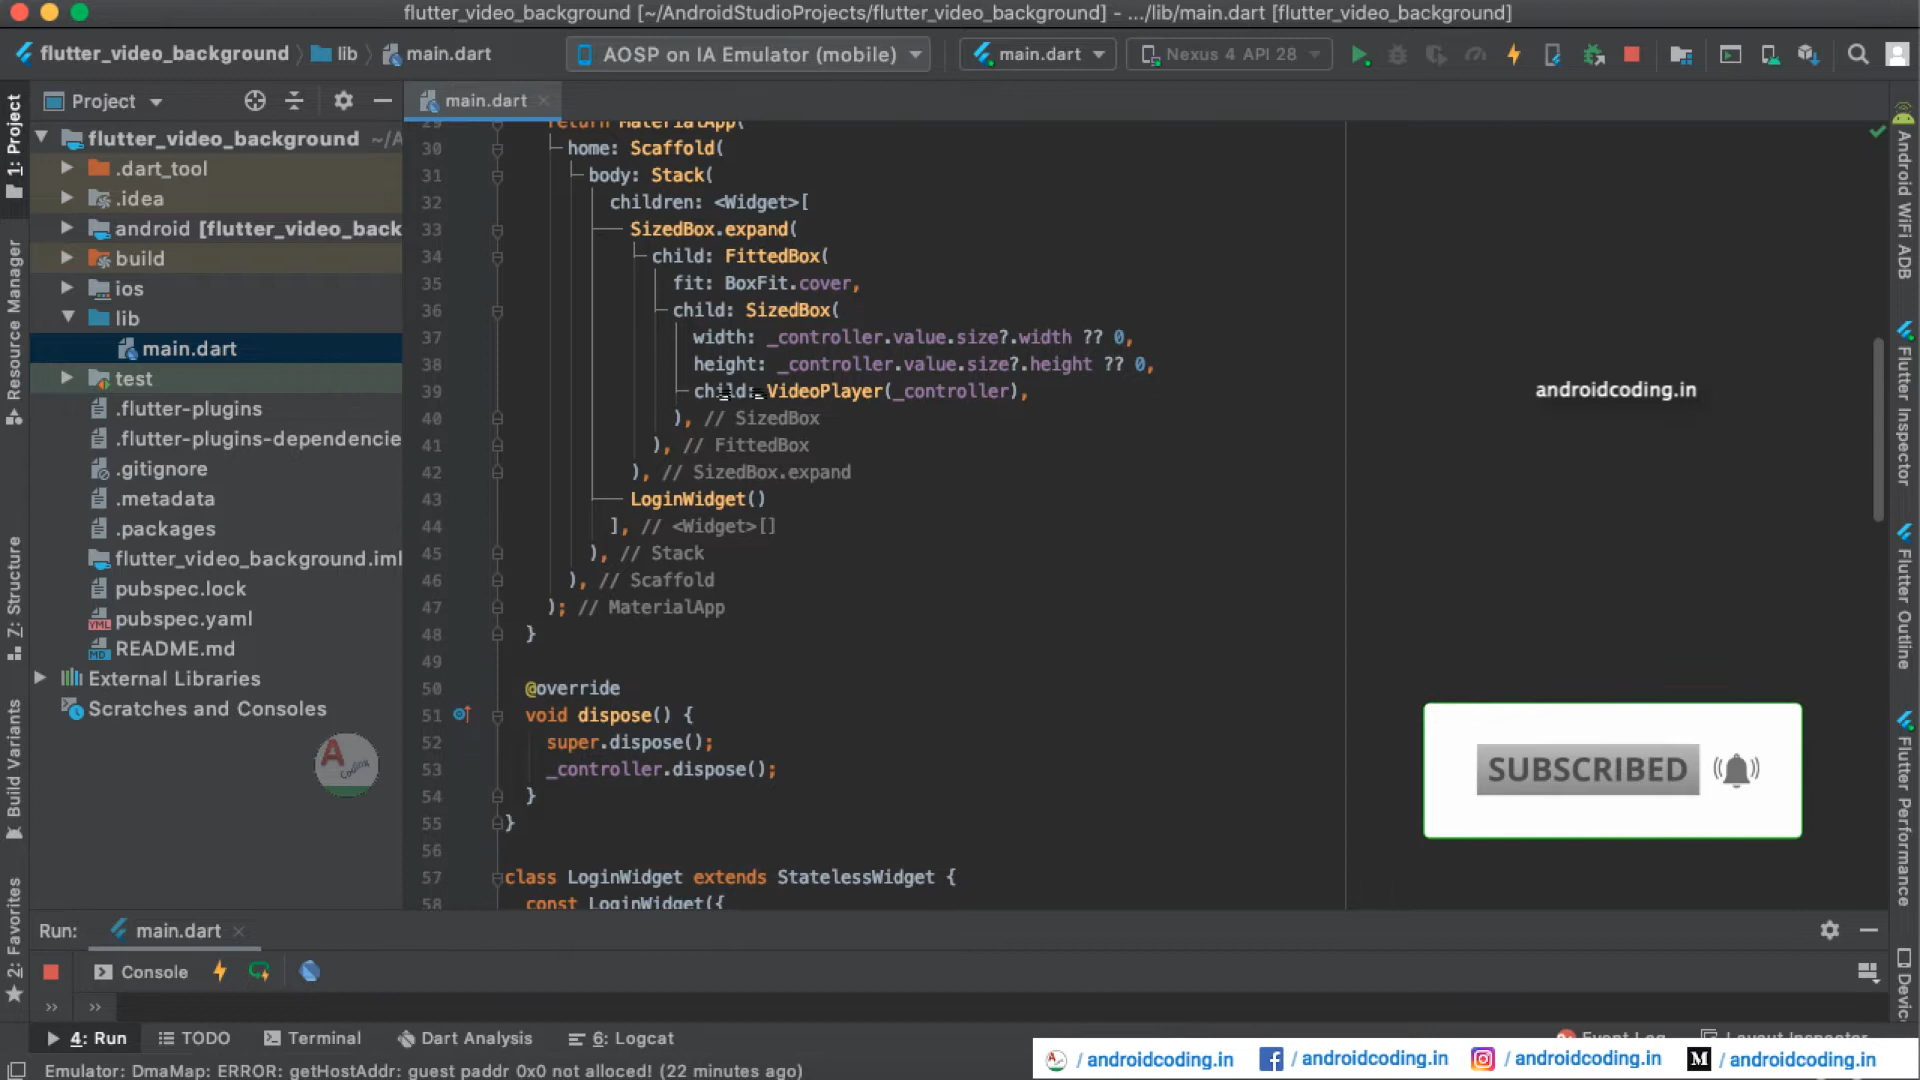 flutter_video_background [~/AndroidStudioProjects/flutter_video_background] - .../lib/main.dart [flutter_video_background]
flutter_video_background
lib
main.dart
AOSP on IA Emulator (mobile)
main.dart
Nexus 4 API 28
1: Project
Resource Manager
7: Structure
Build Variants
2: Favorites
Project
flutter_video_background ~/A
.dart_tool
.idea
android [flutter_video_back
build
ios
lib
main.dart
test
.flutter-plugins
.flutter-plugins-dependencie
.gitignore
.metadata
.packages
flutter_video_background.iml
pubspec.lock
pubspec.yaml
README.md
External Libraries
Scratches and Consoles
A
Coding
main.dart
29 return MaterialApp(
30 home: Scaffold(
31 body: Stack(
32 children: <Widget>[
33 SizedBox.expand(
34 child: FittedBox(
35 fit: BoxFit.cover,
36 child: SizedBox(
37 width: _controller.value.size?.width ?? 0,
38 height: _controller.value.size?.height ?? 0,
39 child: VideoPlayer(_controller),
40 ), // SizedBox
41 ), // FittedBox
42 ), // SizedBox.expand
43 LoginWidget()
44 ], // <Widget>[]
45 ), // Stack
46 ), // Scaffold
47 ); // MaterialApp
48 }
49
50 @override
51 void dispose() {
52 super.dispose();
53 _controller.dispose();
54 }
55 }
56
57 class LoginWidget extends StatelessWidget {
58 const LoginWidget({
androidcoding.in
SUBSCRIBED
Android WiFi ADB
Flutter Inspector
Flutter Outline
Flutter Performance
Run:
main.dart
Console
4: Run
TODO
Terminal
Dart Analysis
6: Logcat
Event Log
Layout Inspector
Emulator: DmaMap: ERROR: getHostAddr: guest paddr 0x0 not alloced! (22 minutes ago)
/ androidcoding.in
/ androidcoding.in
/ androidcoding.in
/ androidcoding.in